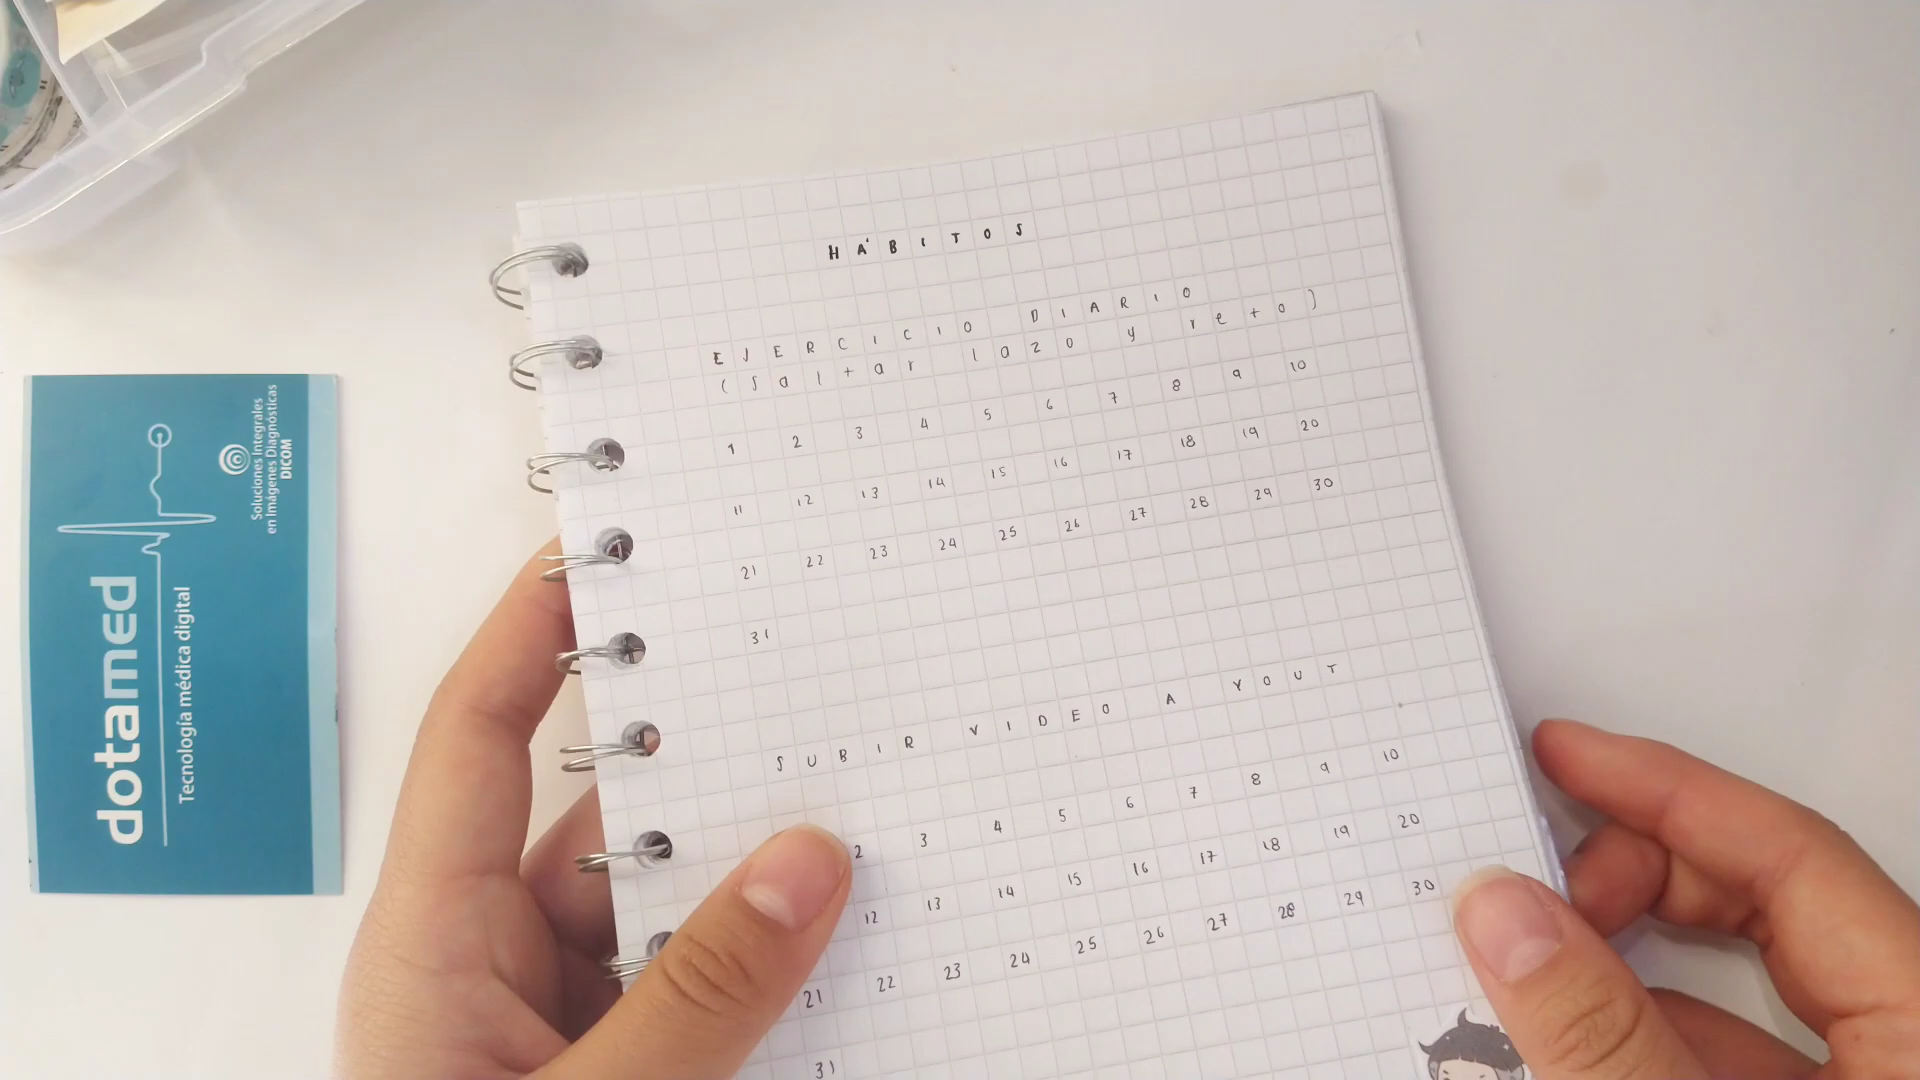 HÁBITOS
EJERCICIO DIARIO
(Saltar lazo y reto)
1 2 3 4 5 6 7 8 9 10
11 12 13 14 15 16 17 18 19 20
21 22 23 24 25 26 27 28 29 30
31
SUBIR VIDEO A YOUT
2 3 4 5 6 7 8 9 10
12 13 14 15 16 17 18 19 20
21 22 23 24 25 26 27 28 29 30
31
dotamed
Tecnología médica digital
Soluciones Integrales
en Imágenes Diagnósticas
DICOM